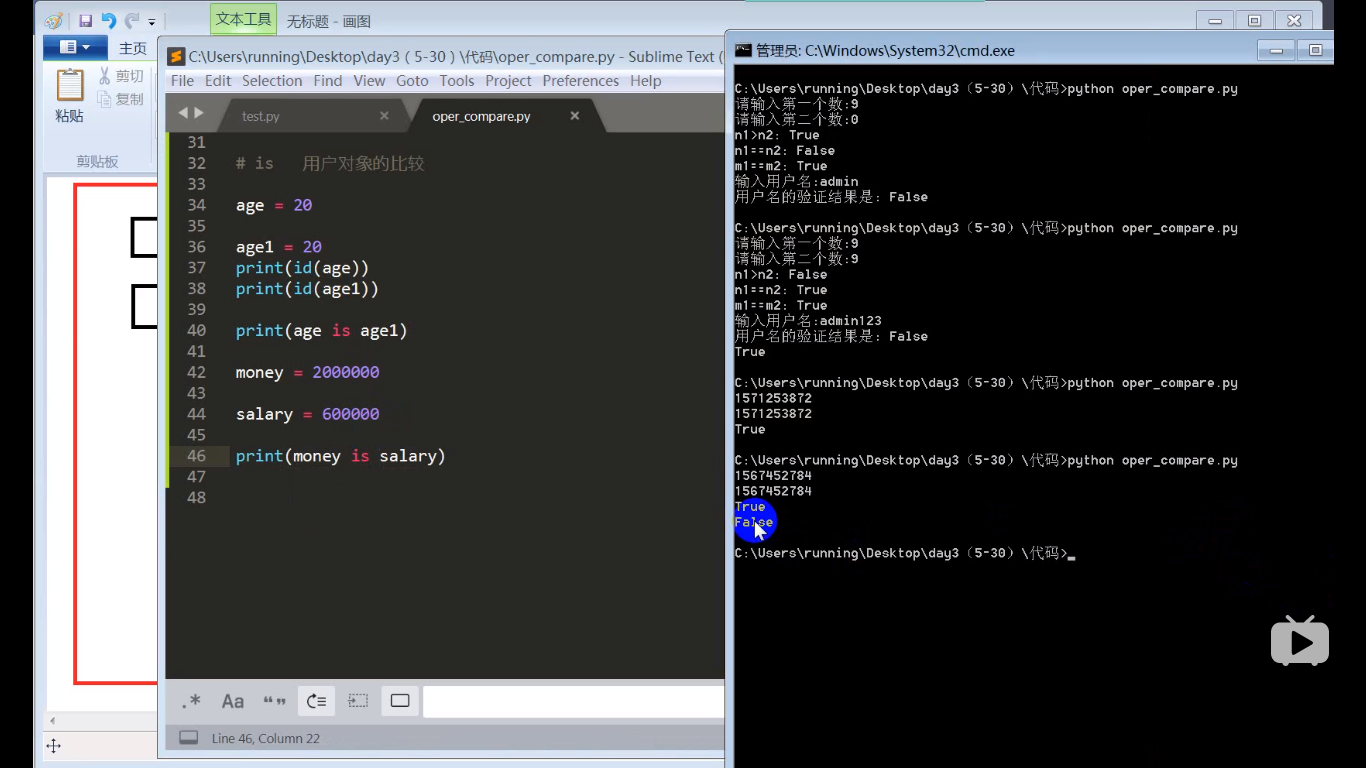 文本工具
无标题 - 画图
主页
剪切
复制
粘贴
剪贴板
C:\Users\running\Desktop\day3（5-30）\代码\oper_compare.py - Sublime Text (
File Edit Selection Find View Goto Tools Project Preferences Help
test.py
oper_compare.py
31
32 # is 用户对象的比较
33
34 age = 20
35
36 age1 = 20
37 print(id(age))
38 print(id(age1))
39
40 print(age is age1)
41
42 money = 2000000
43
44 salary = 600000
45
46 print(money is salary)
47
48
.* Aa “”
Line 46, Column 22
管理员: C:\Windows\System32\cmd.exe
C:\Users\running\Desktop\day3（5-30）\代码>python oper_compare.py
请输入第一个数:9
请输入第二个数:0
n1>n2: True
n1==n2: False
m1==m2: True
输入用户名:admin
用户名的验证结果是: False
C:\Users\running\Desktop\day3（5-30）\代码>python oper_compare.py
请输入第一个数:9
请输入第二个数:9
n1>n2: False
n1==n2: True
m1==m2: True
输入用户名:admin123
用户名的验证结果是: False
True
C:\Users\running\Desktop\day3（5-30）\代码>python oper_compare.py
1571253872
1571253872
True
C:\Users\running\Desktop\day3（5-30）\代码>python oper_compare.py
1567452784
1567452784
True
False
C:\Users\running\Desktop\day3（5-30）\代码>_